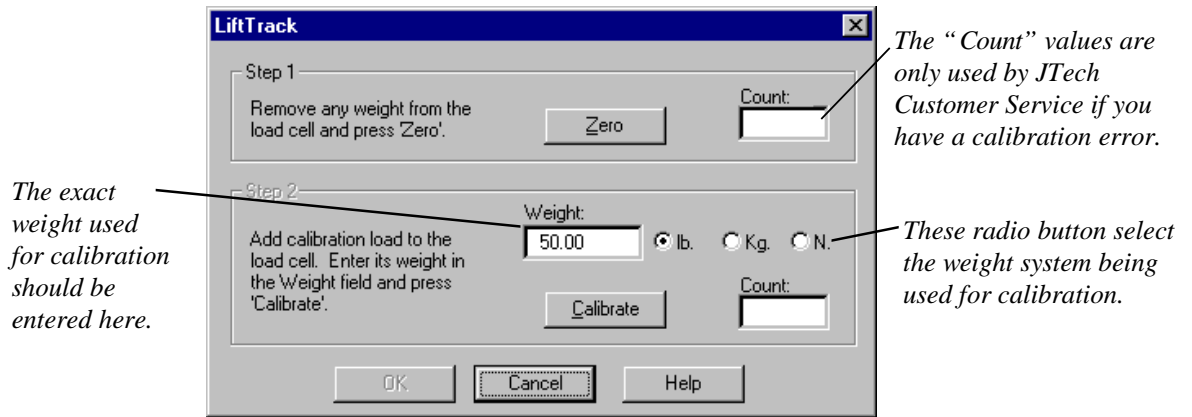 LiftTrack
The “Count” values are
only used by JTech
Customer Service if you
have a calibration error.
Step 1
Remove any weight from the
load cell and press 'Zero'.
Zero
Count:
The exact
weight used
for calibration
should be
entered here.
Step 2
Add calibration load to the
load cell. Enter its weight in
the Weight field and press
'Calibrate'.
Weight:
50.00
lb.
Kg.
N.
Calibrate
Count:
These radio button select
the weight system being
used for calibration.
OK
Cancel
Help